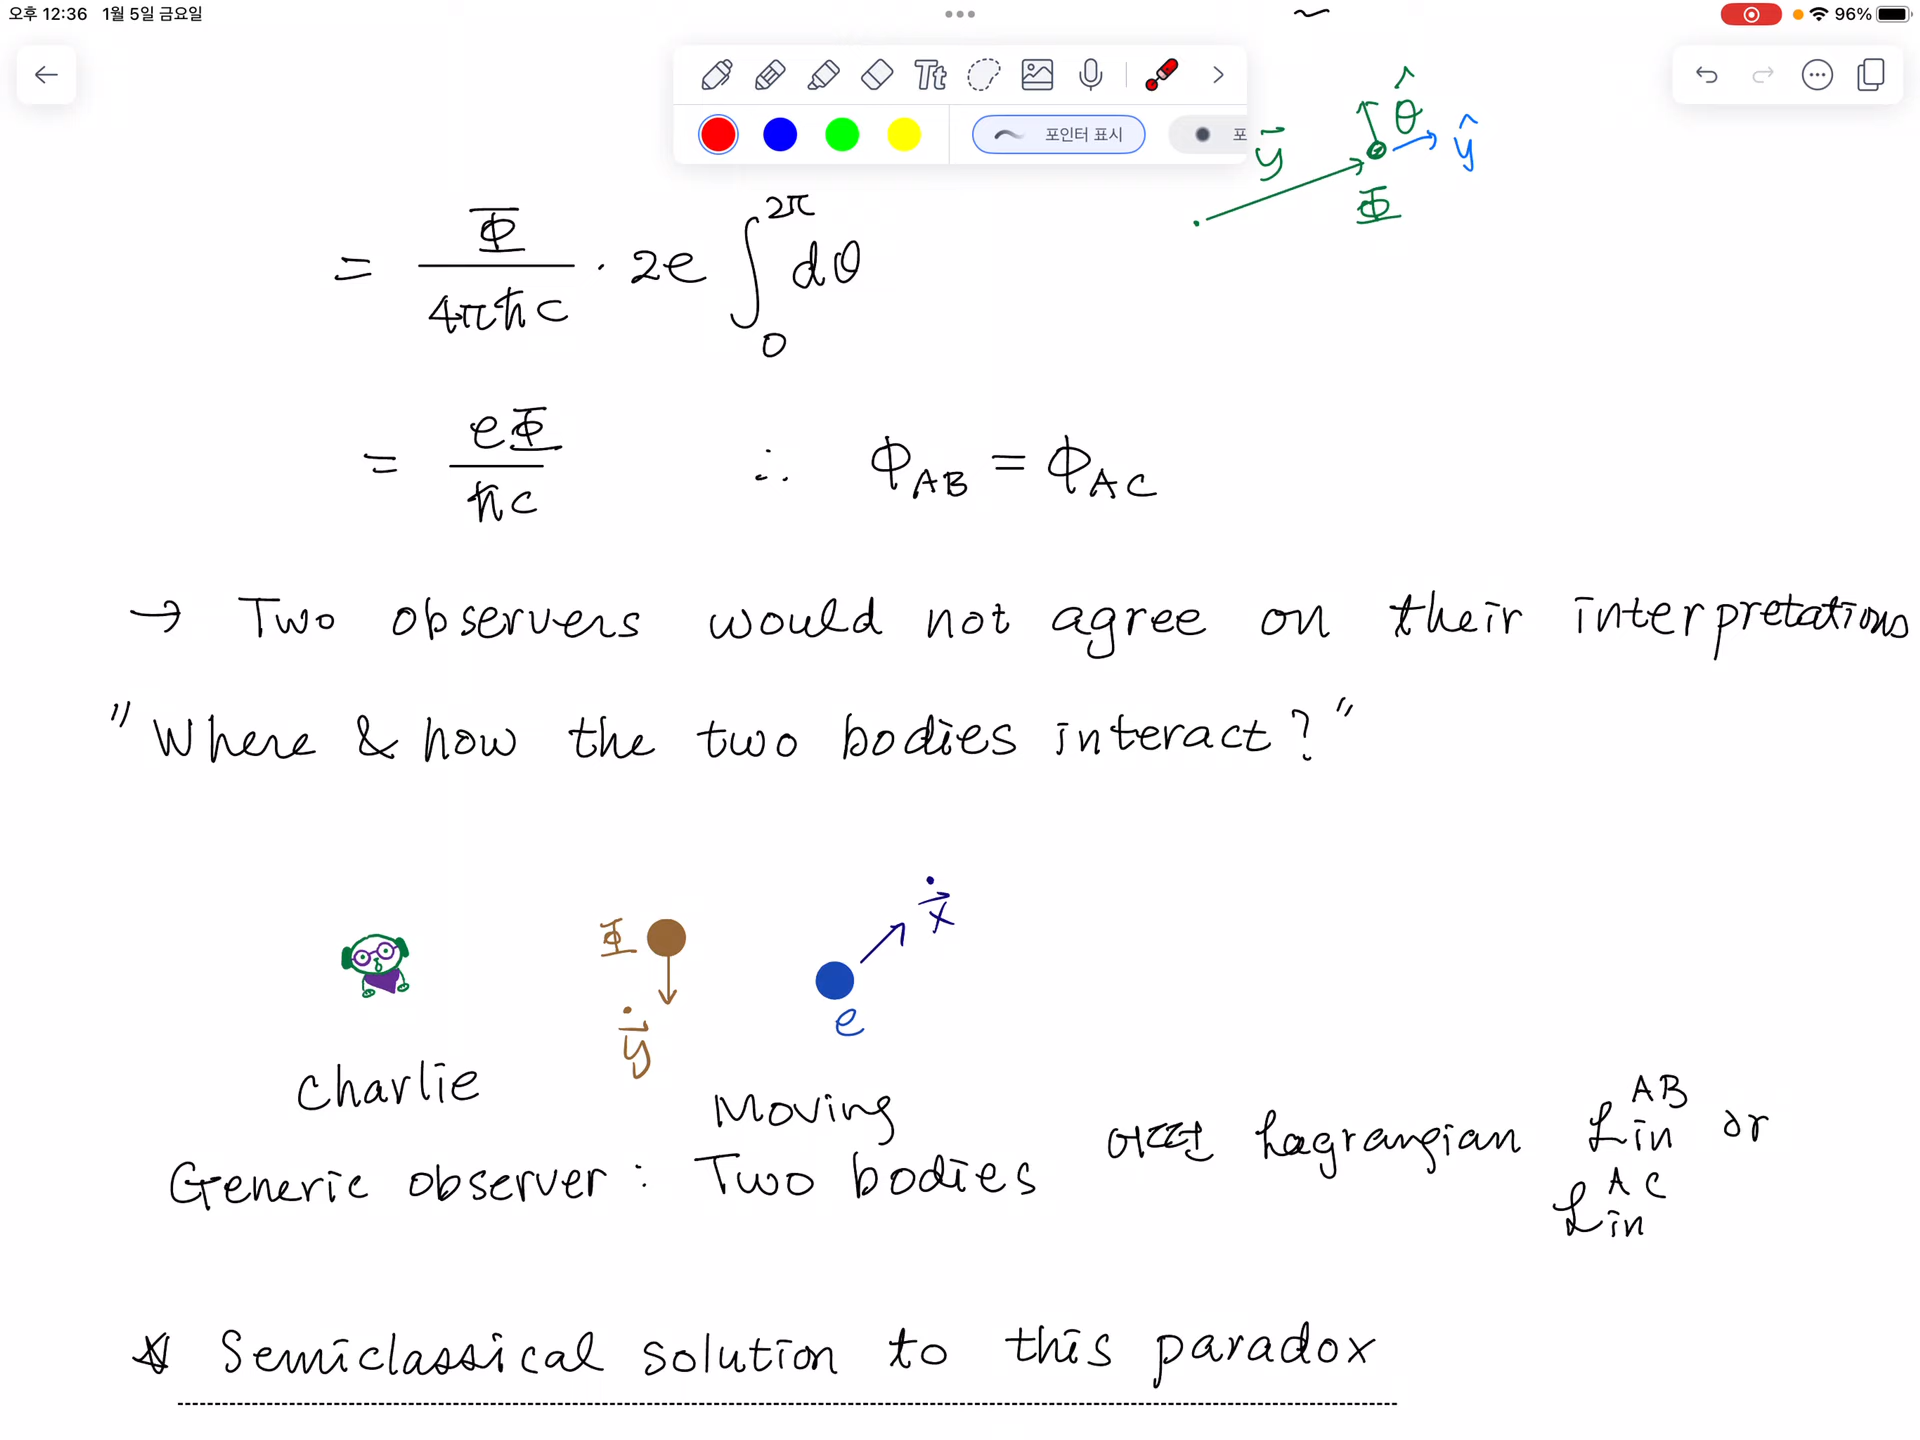 오후 12:36 1월 5일 금요일
96%
Tt
포인터 표시
포
θ̂
y⃗
ŷ
Φ
= Φ/4πħc · 2e ∫₀^2π dθ
= eΦ/ħc ∴ ϕ_AB = ϕ_AC
→ Two observers would not agree on their interpretations
"Where & how the two bodies interact?"
Φ
ẋ⃗
ẏ⃗
e
Charlie
Moving
Generic observer : Two bodies
어떤 Lagrangian L_in^AB or
L_in^AC
☆ Semiclassical solution to this paradox